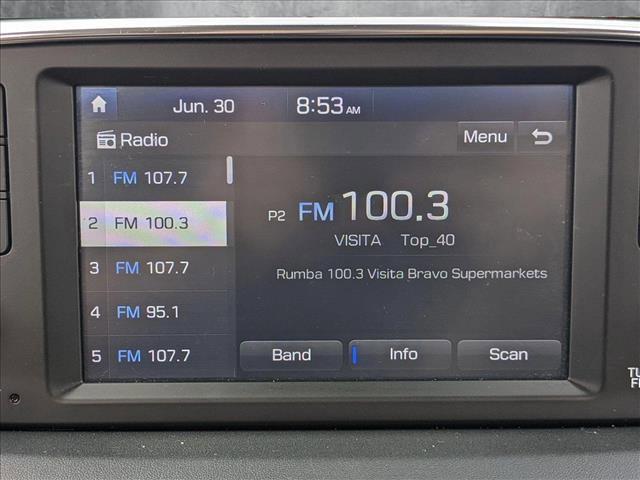 Jun. 30 8:53 AM
Radio Menu
1 FM 107.7
2 FM 100.3
3 FM 107.7
4 FM 95.1
5 FM 107.7
P2 FM 100.3
VISITA Top_40
Rumba 100.3 Visita Bravo Supermarkets
Band Info Scan